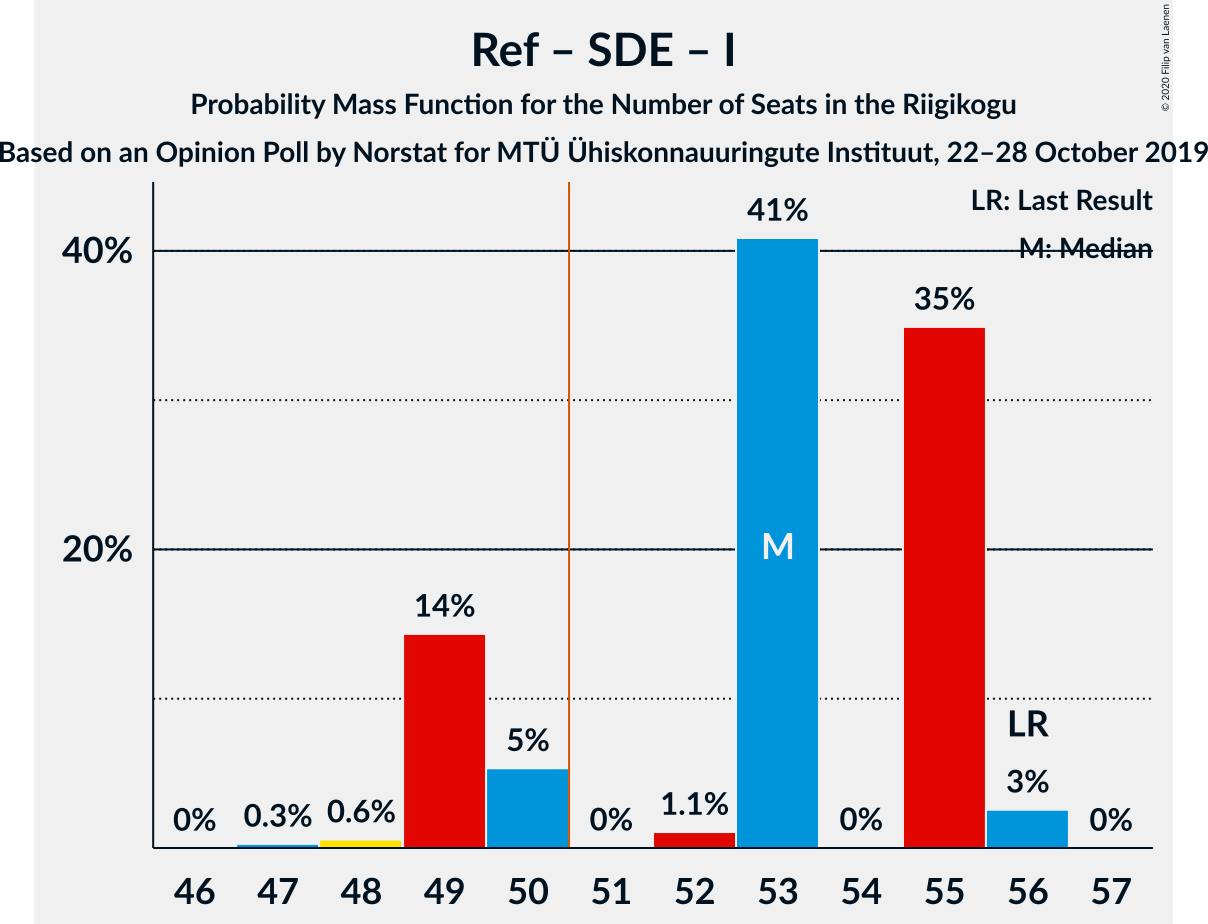 Ref – SDE – I
Probability Mass Function for the Number of Seats in the Riigikogu
Based on an Opinion Poll by Norstat for MTÜ Ühiskonnauuringute Instituut, 22–28 October 2019
© 2020 Filip van Laenen
LR: Last Result
M: Median
40%
20%
0%
0.3%
0.6%
14%
5%
0%
1.1%
41%
M
0%
35%
LR
3%
0%
46 47 48 49 50 51 52 53 54 55 56 57